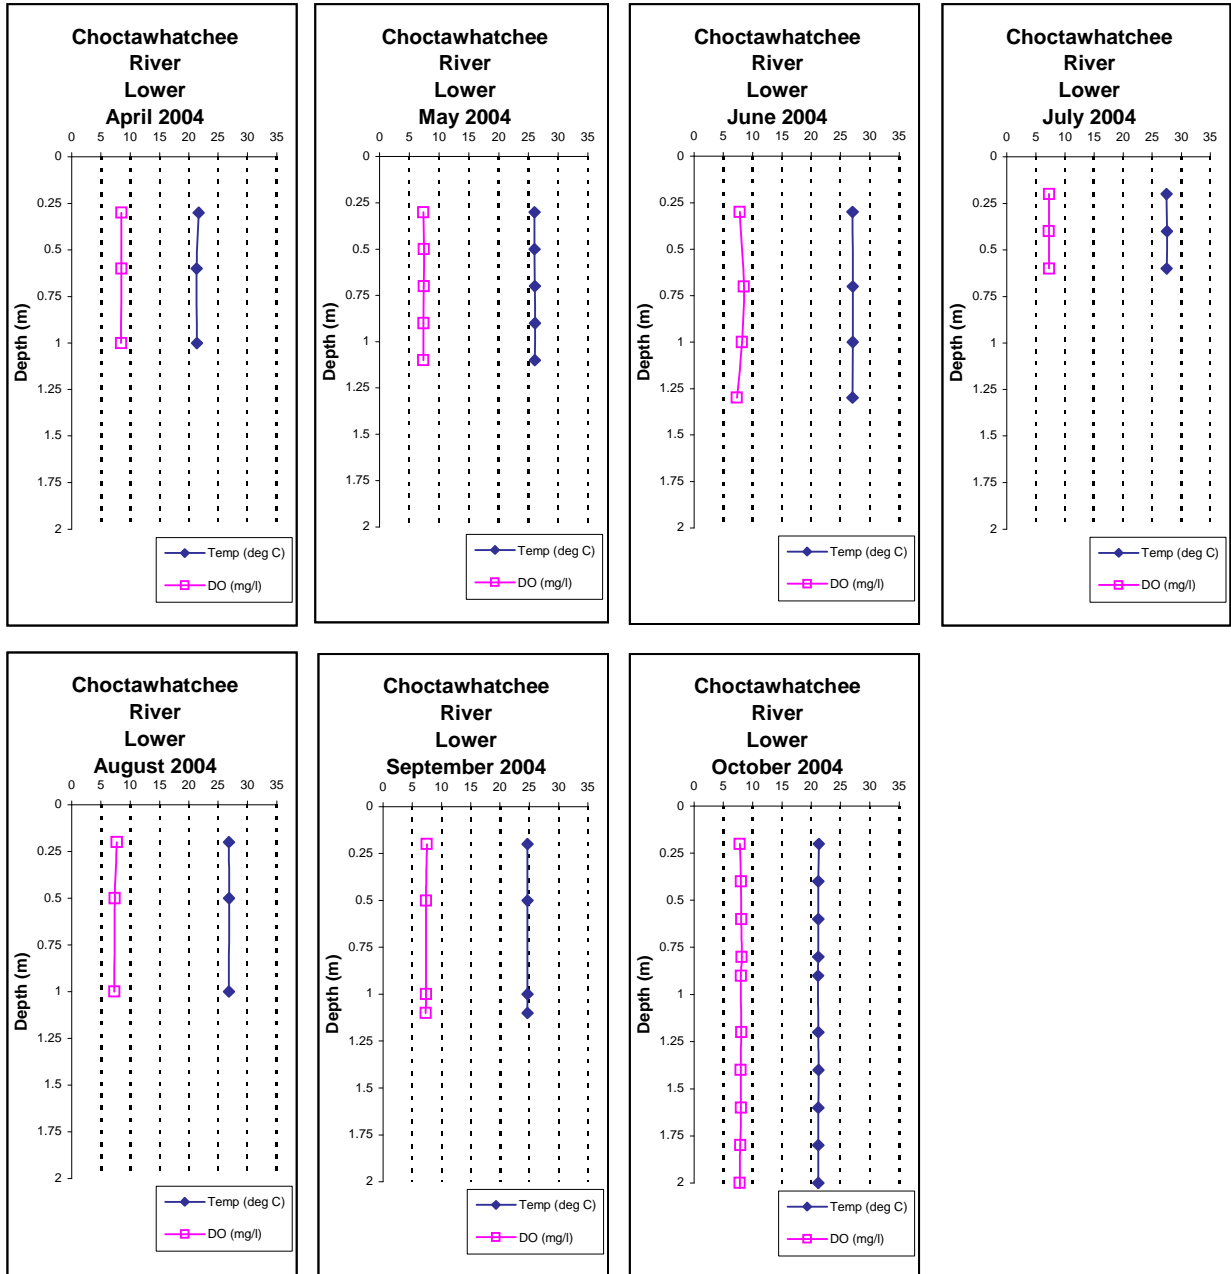 Choctawhatchee
River
Lower
April 2004
0 5 10 15 20 25 30 35
0
0.25
0.5
0.75
1
1.25
1.5
1.75
2
Depth (m)
Temp (deg C)
DO (mg/l)
Choctawhatchee
River
Lower
May 2004
0 5 10 15 20 25 30 35
0
0.25
0.5
0.75
1
1.25
1.5
1.75
2
Depth (m)
Temp (deg C)
DO (mg/l)
Choctawhatchee
River
Lower
June 2004
0 5 10 15 20 25 30 35
0
0.25
0.5
0.75
1
1.25
1.5
1.75
2
Depth (m)
Temp (deg C)
DO (mg/l)
Choctawhatchee
River
Lower
July 2004
0 5 10 15 20 25 30 35
0
0.25
0.5
0.75
1
1.25
1.5
1.75
2
Depth (m)
Temp (deg C)
DO (mg/l)
Choctawhatchee
River
Lower
August 2004
0 5 10 15 20 25 30 35
0
0.25
0.5
0.75
1
1.25
1.5
1.75
2
Depth (m)
Temp (deg C)
DO (mg/l)
Choctawhatchee
River
Lower
September 2004
0 5 10 15 20 25 30 35
0
0.25
0.5
0.75
1
1.25
1.5
1.75
2
Depth (m)
Temp (deg C)
DO (mg/l)
Choctawhatchee
River
Lower
October 2004
0 5 10 15 20 25 30 35
0
0.25
0.5
0.75
1
1.25
1.5
1.75
2
Depth (m)
Temp (deg C)
DO (mg/l)